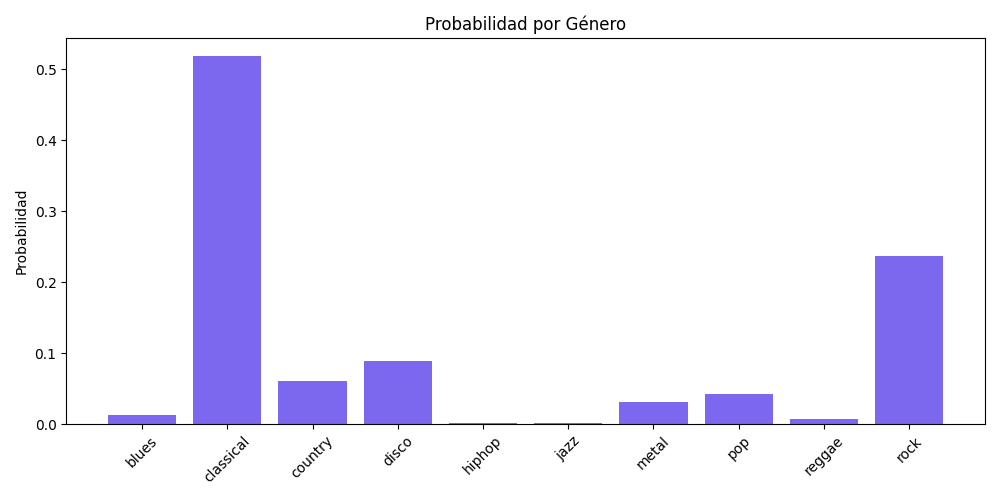 Probabilidad por Género
Probabilidad
0.5
0.4
0.3
0.2
0.1
0.0
blues
classical
country
disco
hiphop
jazz
metal
pop
reggae
rock